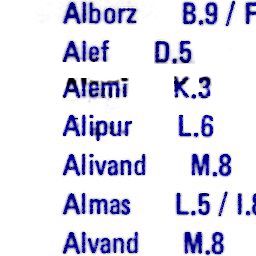 Alborz B.9 / F
Alef D.5
Alemi K.3
Alipur L.6
Alivand M.8
Almas L.5 / I.8
Alvand M.8